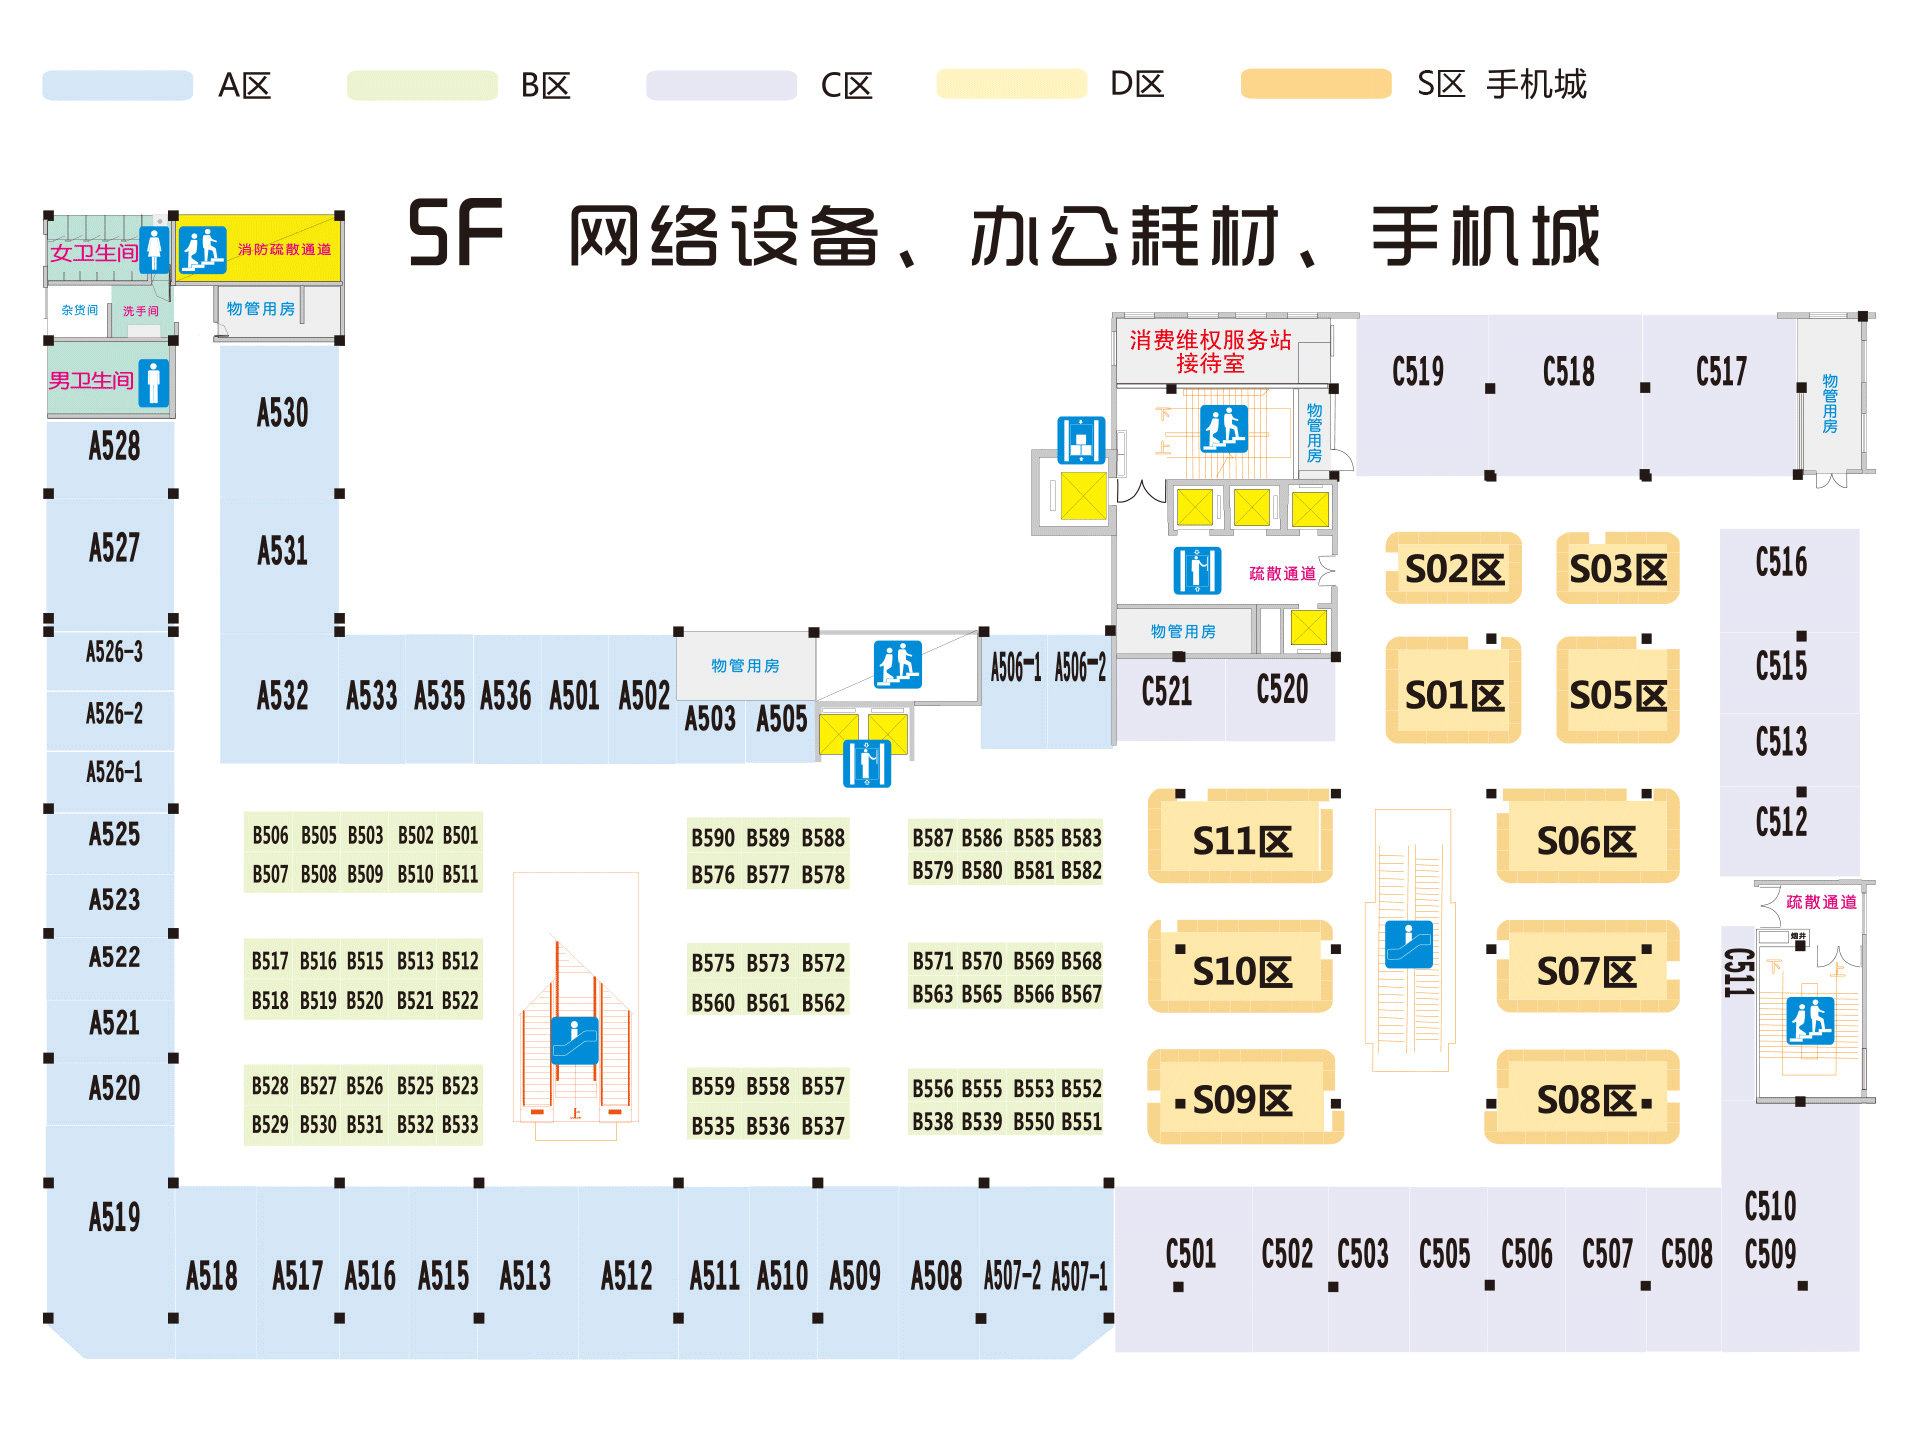 A区 B区 C区 D区 S区 手机城
SF 网络设备、办公耗材、手机城
女卫生间
消防疏散通道
杂货间
洗手间
物管用房
男卫生间
消费维权服务站
接待室
下
上
物管用房
C519 C518 C517
物管用房
A530
A528
A527
A531
疏散通道
物管用房
S02区 S03区
C516
A526-3
A526-2
A526-1
A532 A533 A535 A536 A501 A502
物管用房
A503 A505
A506-1 A506-2
C521 C520
S01区 S05区
C515
C513
C512
A525
A523
A522
A521
A520
A519
B506 B505 B503 B502 B501
B507 B508 B509 B510 B511
B590 B589 B588
B576 B577 B578
B587 B586 B585 B583
B579 B580 B581 B582
S11区 S06区
疏散通道
烟井
下
上
C511
B517 B516 B515 B513 B512
B518 B519 B520 B521 B522
B575 B573 B572
B560 B561 B562
B571 B570 B569 B568
B563 B565 B566 B567
S10区 S07区
B528 B527 B526 B525 B523
B529 B530 B531 B532 B533
上
B559 B558 B557
B535 B536 B537
B556 B555 B553 B552
B538 B539 B550 B551
S09区 S08区
A518 A517 A516 A515 A513 A512 A511 A510 A509 A508 A507-2 A507-1
C501 C502 C503 C505 C506 C507 C508
C510
C509